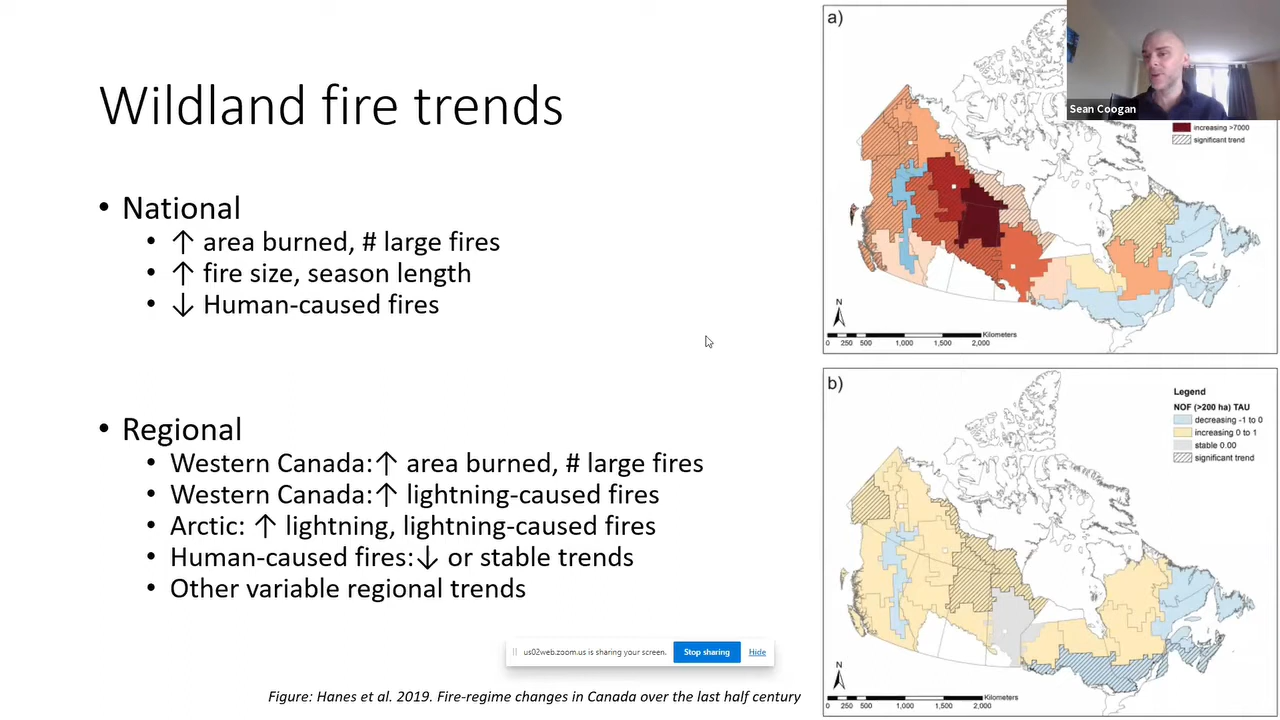 Wildland fire trends
• National
• ↑ area burned, # large fires
• ↑ fire size, season length
• ↓ Human-caused fires
• Regional
• Western Canada:↑ area burned, # large fires
• Western Canada:↑ lightning-caused fires
• Arctic: ↑ lightning, lightning-caused fires
• Human-caused fires:↓ or stable trends
• Other variable regional trends
us02web.zoom.us is sharing your screen.
Stop sharing
Hide
Figure: Hanes et al. 2019. Fire-regime changes in Canada over the last half century
a)
Sean Coogan
increasing >7000
significant trend
N
Kilometers
0 250 500 1,000 1,500 2,000
b)
Legend
NOF (>200 ha) TAU
decreasing -1 to 0
increasing 0 to 1
stable 0.00
significant trend
N
Kilometers
0 250 500 1,000 1,500 2,000